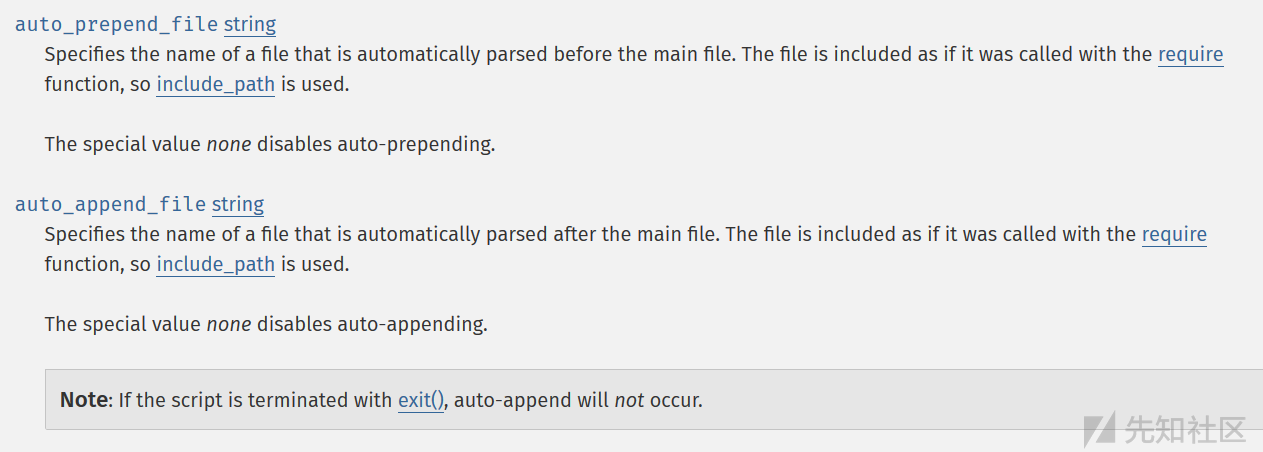 auto_prepend_file string
Specifies the name of a file that is automatically parsed before the main file. The file is included as if it was called with the require
function, so include_path is used.
The special value none disables auto-prepending.
auto_append_file string
Specifies the name of a file that is automatically parsed after the main file. The file is included as if it was called with the require
function, so include_path is used.
The special value none disables auto-appending.
Note: If the script is terminated with exit(), auto-append will not occur.
先知社区